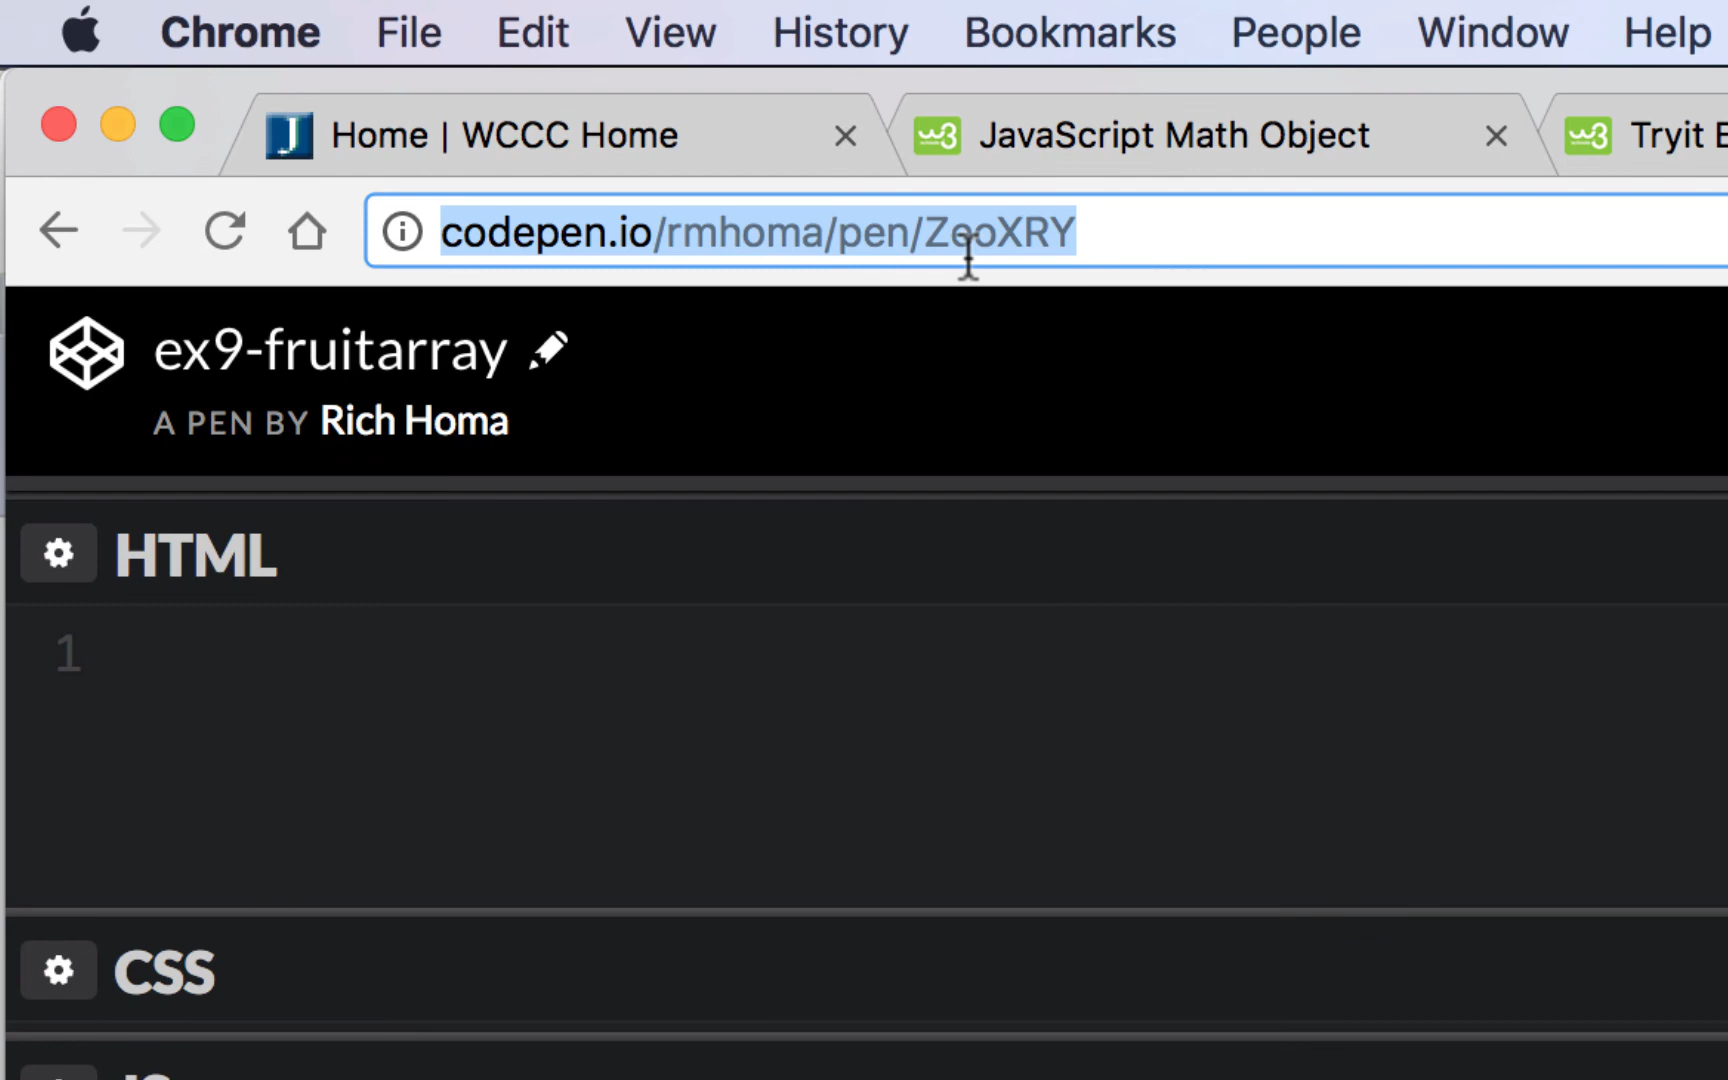 Chrome File Edit View History Bookmarks People Window Help
Home | WCCC Home
JavaScript Math Object
Tryit E
codepen.io/rmhoma/pen/ZeoXRY
ex9-fruitarray
A PEN BY Rich Homa
HTML
1
CSS